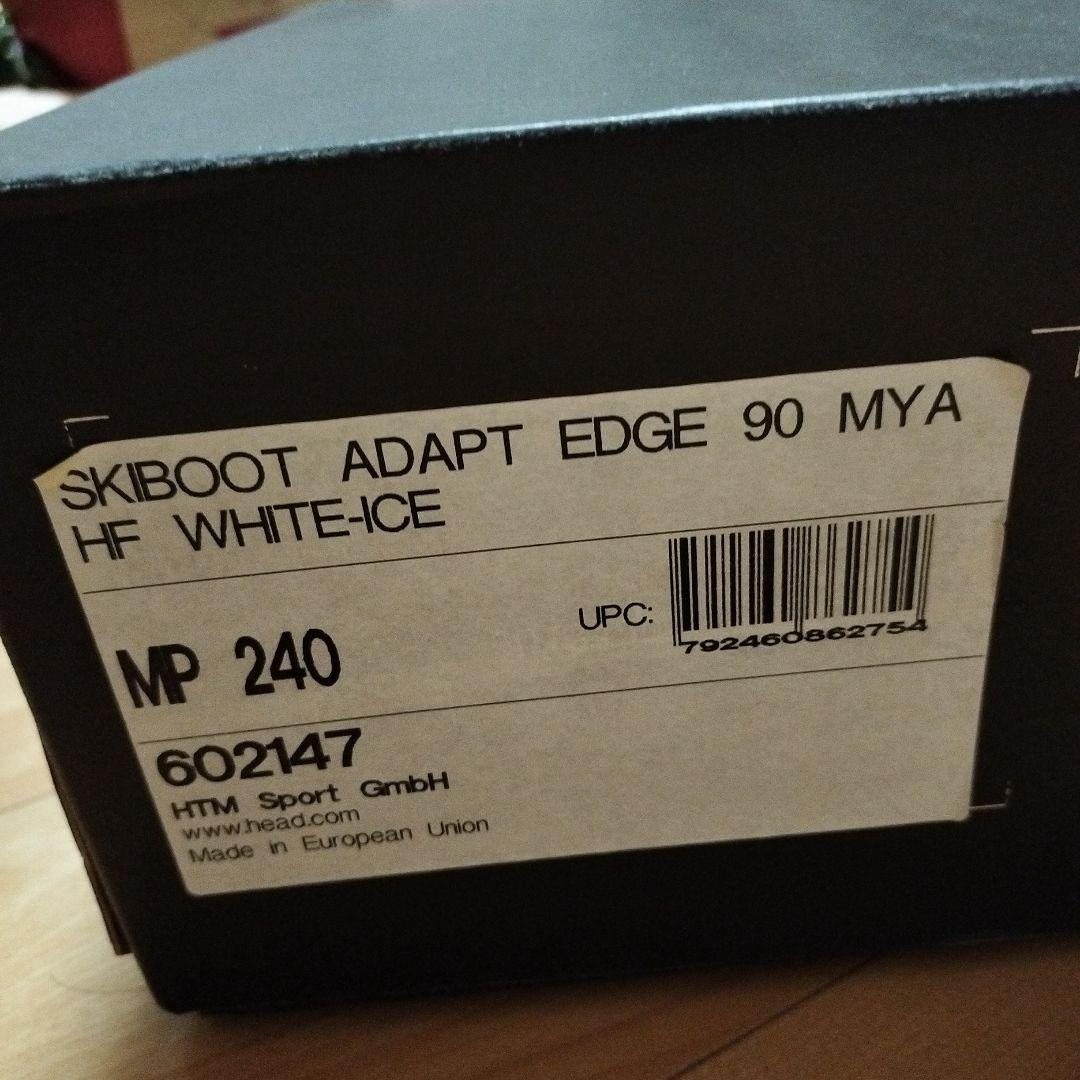 SKIBOOT ADAPT EDGE 90 MYA
HF WHITE-ICE
UPC:
792460862754
MP 240
602147
HTM Sport GmbH
www.head.com
Made in European Union